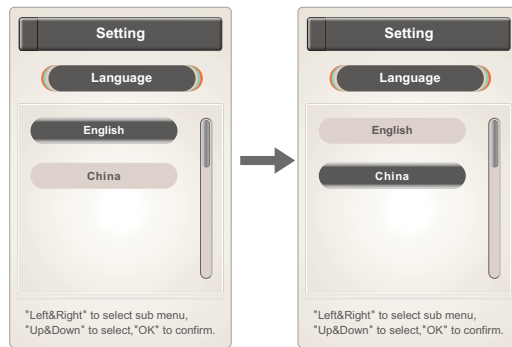 Setting
Language
English
China
"Left&Right" to select sub menu,
"Up&Down" to select,"OK" to confirm.
Setting
Language
English
China
"Left&Right" to select sub menu,
"Up&Down" to select,"OK" to confirm.